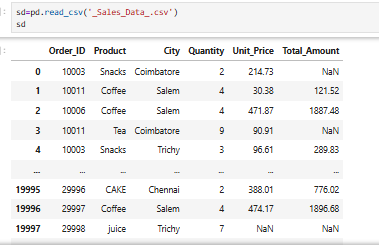 ]: sd=pd.read_csv('_Sales_Data_.csv')
sd
]: Order_ID Product City Quantity Unit_Price Total_Amount
0 10003 Snacks Coimbatore 2 214.73 NaN
1 10011 Coffee Salem 4 30.38 121.52
2 10006 Coffee Salem 4 471.87 1887.48
3 10011 Tea Coimbatore 9 90.91 NaN
4 10003 Snacks Trichy 3 96.61 289.83
... ... ... ... ... ... ...
19995 29996 CAKE Chennai 2 388.01 776.02
19996 29997 Coffee Salem 4 474.17 1896.68
19997 29998 juice Trichy 7 NaN NaN